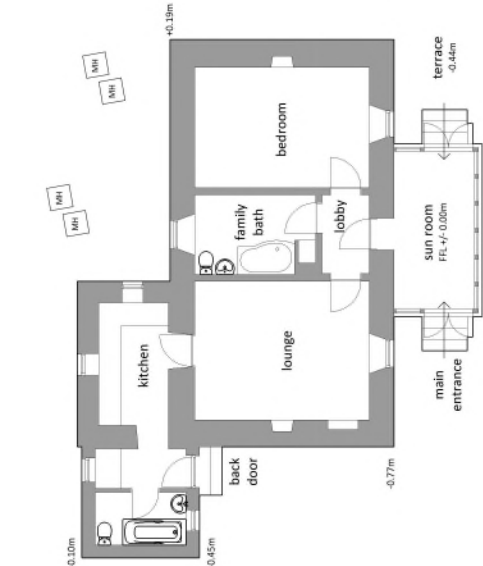 +0.19m
MH
MH
MH
MH
terrace
-0.44m
bedroom
family
bath
lobby
sun room
FFL +/- 0.00m
kitchen
lounge
main
entrance
back
door
-0.77m
0.10m
0.45m